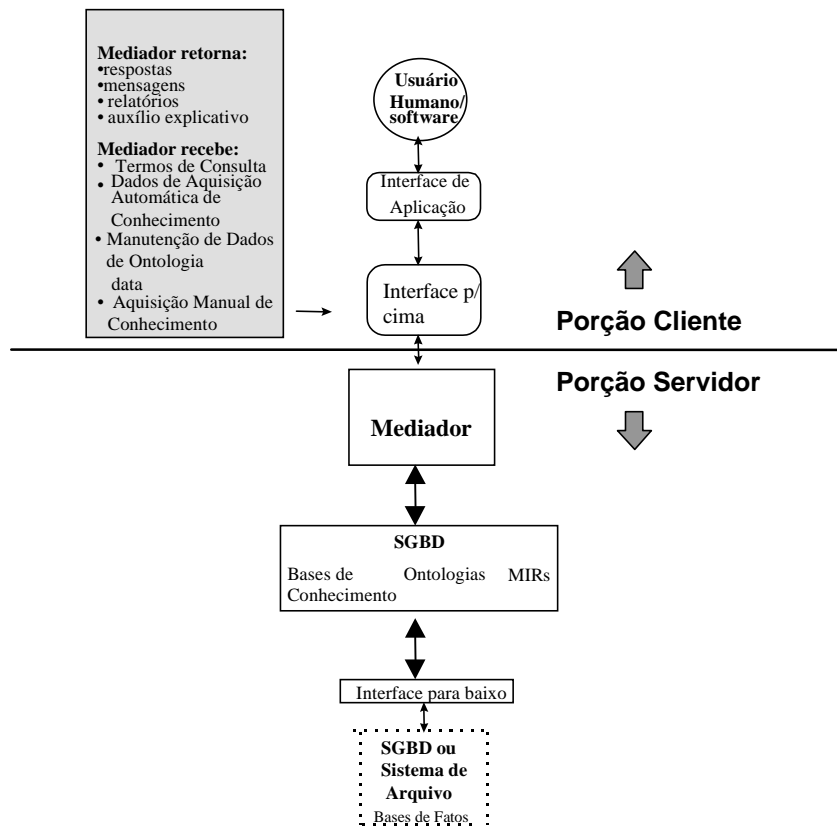 Mediador retorna:
•respostas
•mensagens
• relatórios
• auxílio explicativo
Mediador recebe:
• Termos de Consulta
• Dados de Aquisição
Automática de
Conhecimento
• Manutenção de Dados
de Ontologia
data
• Aquisição Manual de
Conhecimento
Usuário
Humano/
software
Interface de
Aplicação
Interface p/
cima
Porção Cliente
Porção Servidor
Mediador
SGBD
Bases de
Conhecimento
Ontologias
MIRs
Interface para baixo
SGBD ou
Sistema de
Arquivo
Bases de Fatos